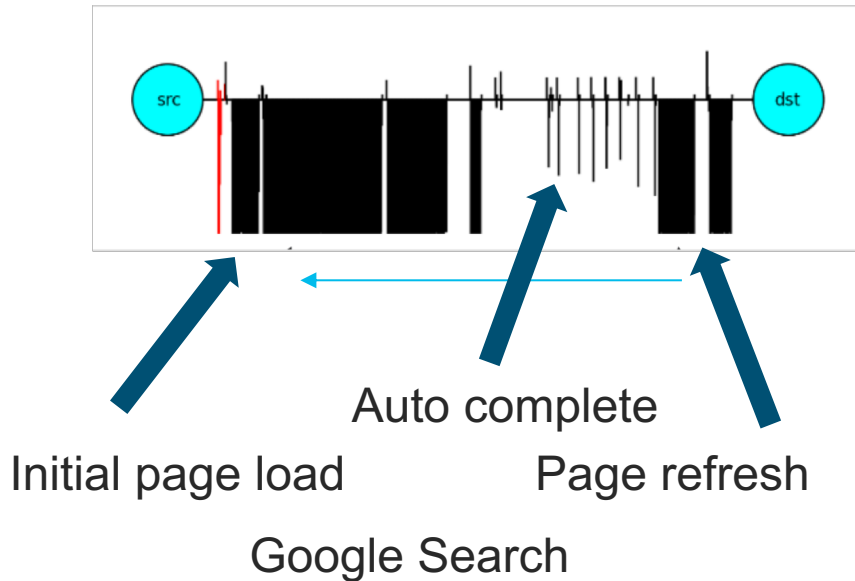 src
dst
Auto complete
Initial page load
Page refresh
Google Search